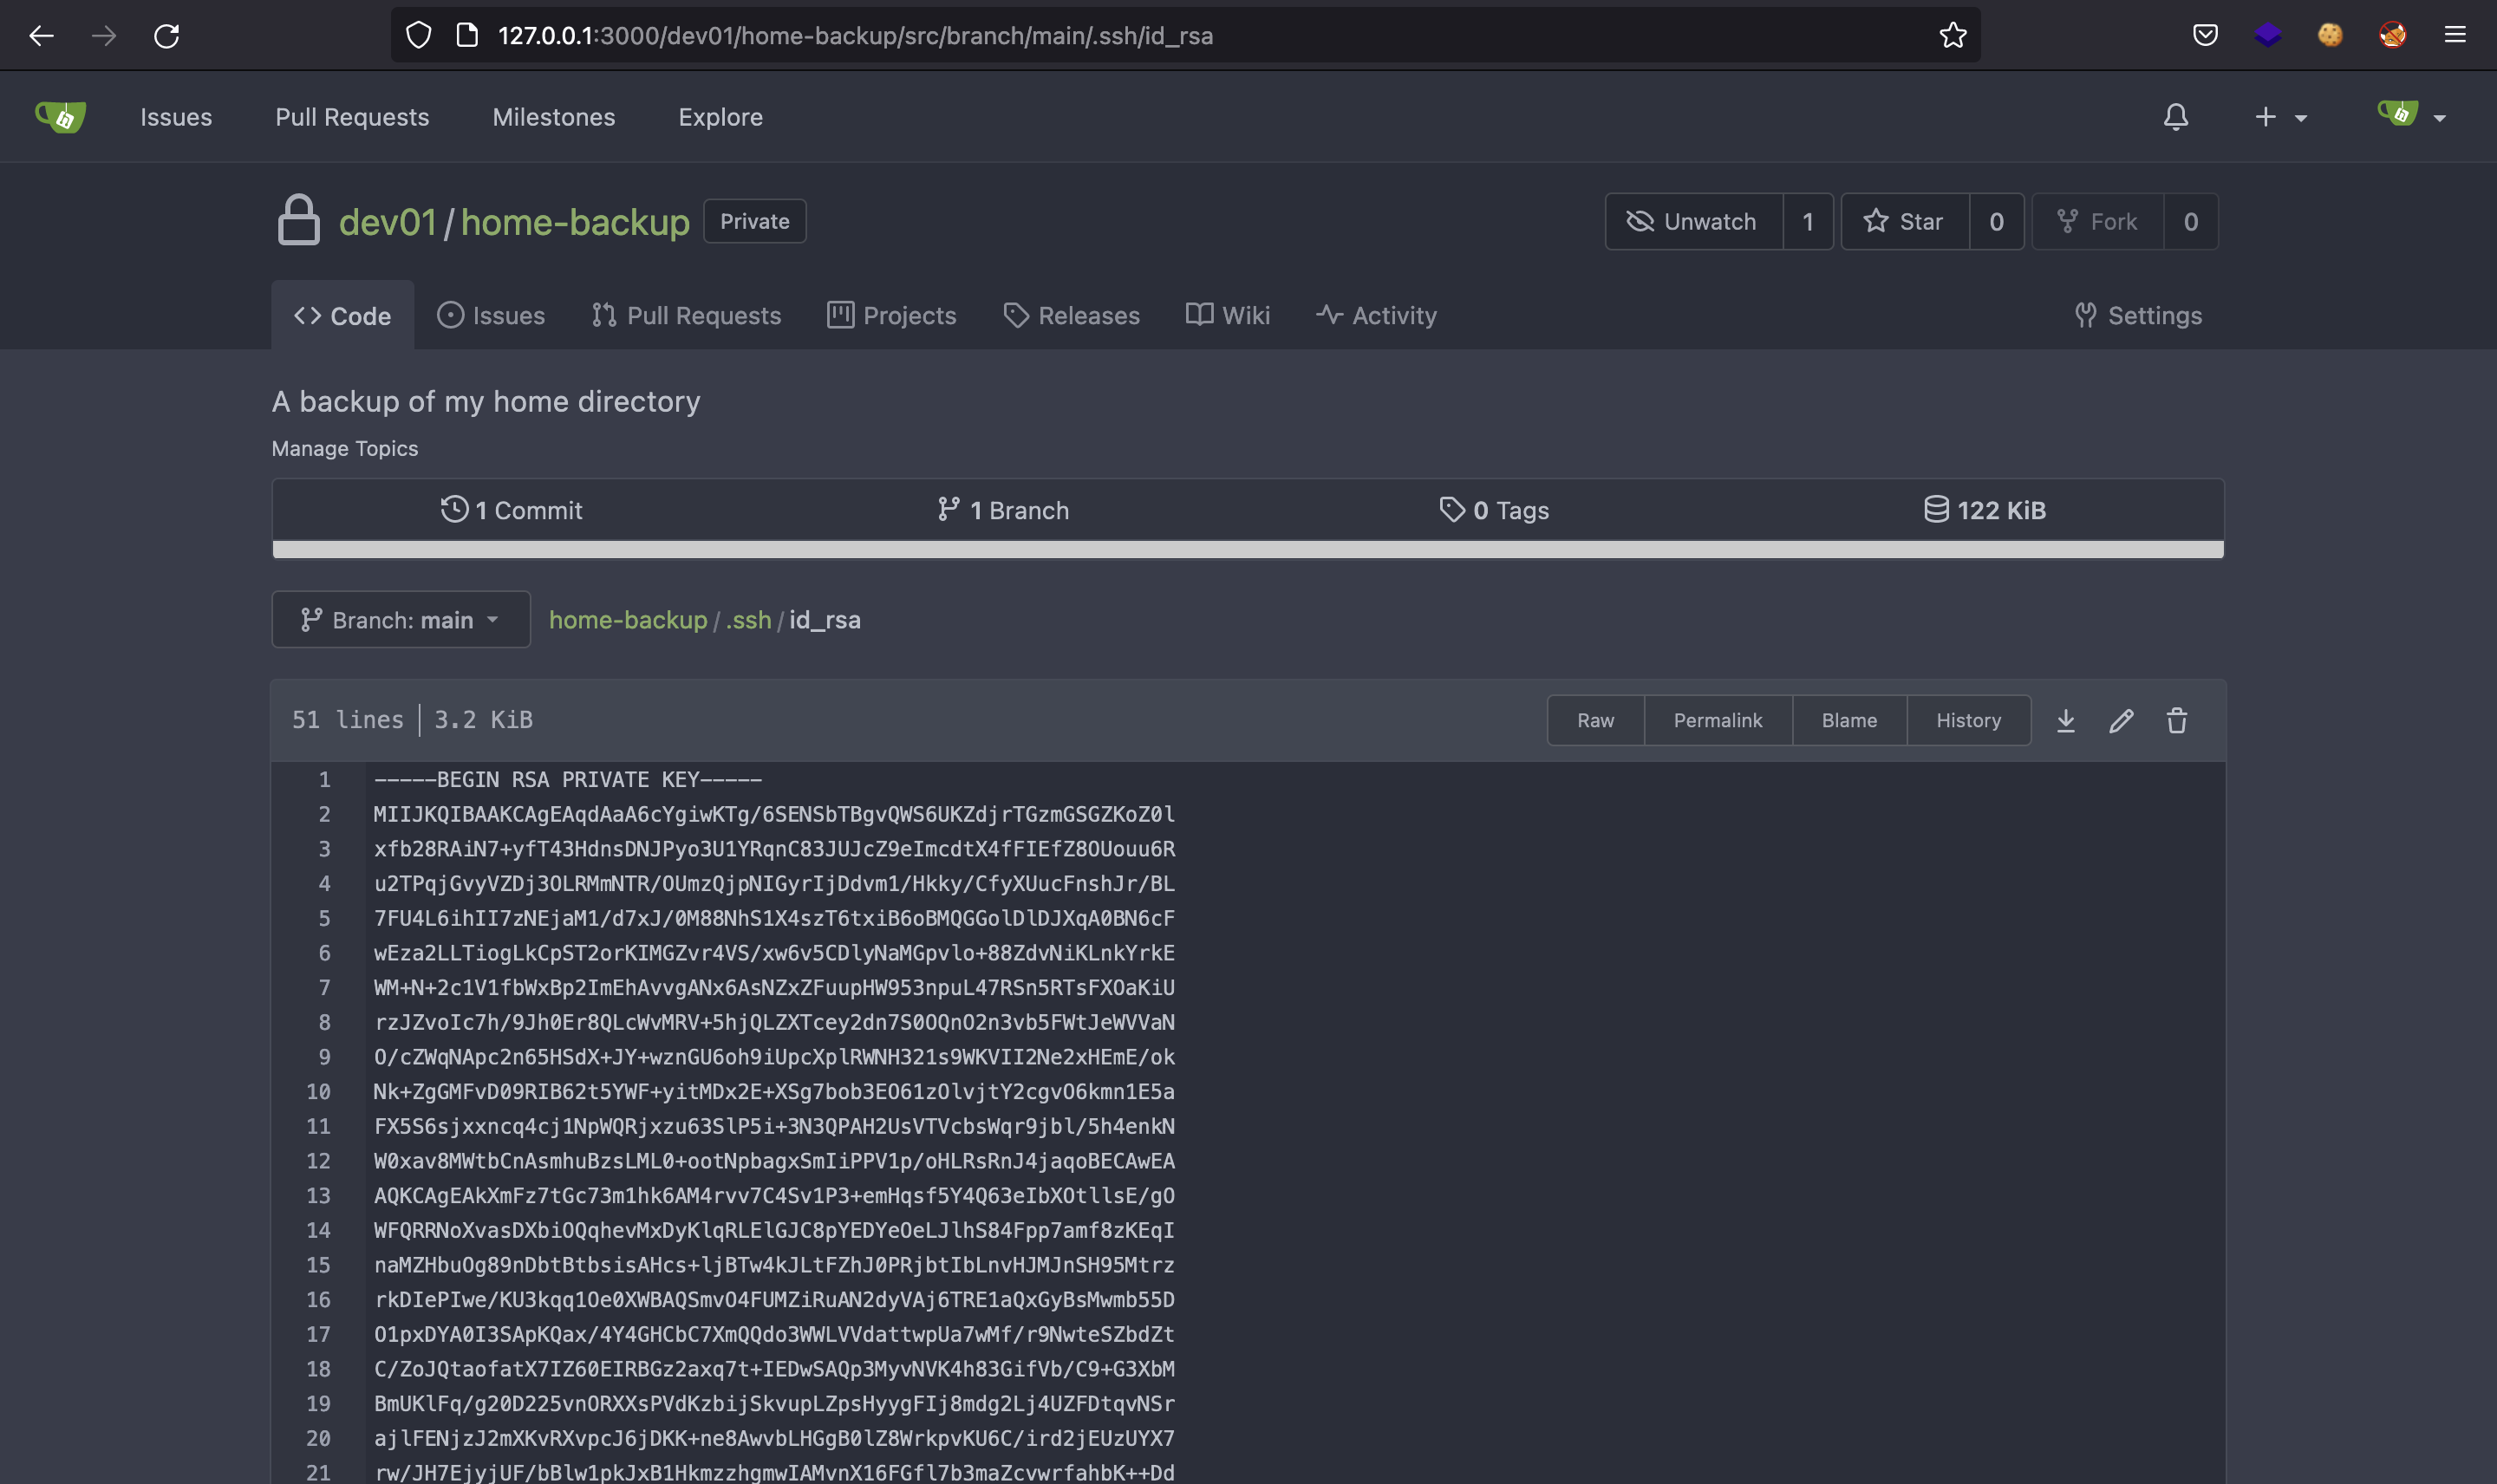 127.0.0.1:3000/dev01/home-backup/src/branch/main/.ssh/id_rsa
Issues Pull Requests Milestones Explore
dev01/home-backup Private Unwatch 1 Star 0 Fork 0
Code Issues Pull Requests Projects Releases Wiki Activity Settings
A backup of my home directory
Manage Topics
1 Commit 1 Branch 0 Tags 122 KiB
Branch: main home-backup / .ssh / id_rsa
51 lines 3.2 KiB Raw Permalink Blame History
1 -----BEGIN RSA PRIVATE KEY-----
2 MIIJKQIBAAKCAgEAqdAaA6cYgiwKTg/6SENSbTBgvQWS6UKZdjrTGzmGSGZKoZ0l
3 xfb28RAiN7+yfT43HdnsDNJPyo3U1YRqnC83JUJcZ9eImcdtX4fFIEfZ8OUouu6R
4 u2TPqjGvyVZDj3OLRMmNTR/OUmzQjpNIGyrIjDdvm1/Hkky/CfyXUucFnshJr/BL
5 7FU4L6ihII7zNEjaM1/d7xJ/0M88NhS1X4szT6txiB6oBMQGGolDlDJXqA0BN6cF
6 wEza2LLTiogLkCpST2orKIMGZvr4VS/xw6v5CDlyNaMGpvlo+88ZdvNiKLnkYrkE
7 WM+N+2c1V1fbWxBp2ImEhAvvgANx6AsNZxZFuupHW953npuL47RSn5RTsFXOaKiU
8 rzJZvoIc7h/9Jh0Er8QLcWvMRV+5hjQLZXTcey2dn7S0OQnO2n3vb5FWtJeWVVaN
9 O/cZWqNApc2n65HSdX+JY+wznGU6oh9iUpcXplRWNH321s9WKVII2Ne2xHEmE/ok
10 Nk+ZgGMFvD09RIB62t5YWF+yitMDx2E+XSg7bob3EO61zOlvjtY2cgvO6kmn1E5a
11 FX5S6sjxxncq4cj1NpWQRjxzu63SlP5i+3N3QPAH2UsVTVcbsWqr9jbl/5h4enkN
12 W0xav8MWtbCnAsmhuBzsLML0+ootNpbagxSmIiPPV1p/oHLRsRnJ4jaqoBECAwEA
13 AQKCAgEAkXmFz7tGc73m1hk6AM4rvv7C4Sv1P3+emHqsf5Y4Q63eIbXOtllsE/gO
14 WFQRRNoXvasDXbiOQqhevMxDyKlqRLElGJC8pYEDYeOeLJlhS84Fpp7amf8zKEqI
15 naMZHbuOg89nDbtBtbsisAHcs+ljBTw4kJLtFZhJ0PRjbtIbLnvHJMJnSH95Mtrz
16 rkDIePIwe/KU3kqq1Oe0XWBAQSmvO4FUMZiRuAN2dyVAj6TRE1aQxGyBsMwmb55D
17 O1pxDYA0I3SApKQax/4Y4GHCbC7XmQQdo3WWLVVdattwpUa7wMf/r9NwteSZbdZt
18 C/ZoJQtaofatX7IZ60EIRBGz2axq7t+IEDwSAQp3MyvNVK4h83GifVb/C9+G3XbM
19 BmUKlFq/g20D225vnORXXsPVdKzbijSkvupLZpsHyygFIj8mdg2Lj4UZFDtqvNSr
20 ajlFENjzJ2mXKvRXvpcJ6jDKK+ne8AwvbLHGgB0lZ8WrkpvKU6C/ird2jEUzUYX7
21 rw/JH7EjyjUF/bBlw1pkJxB1HkmzzhgmwIAMvnX16FGfl7b3maZcvwrfahbK++Dd